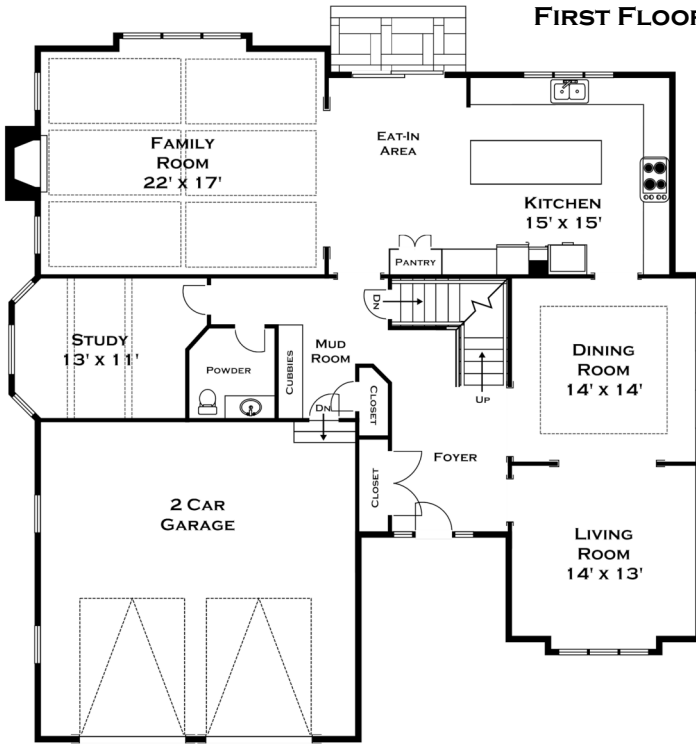 FIRST FLOOR
EAT-IN
AREA
FAMILY
ROOM
22' X 17'
KITCHEN
15' X 15'
PANTRY
DN
STUDY
13' X 11'
MUD
ROOM
POWDER
CUBBIES
DN
CLOSET
UP
DINING
ROOM
14' X 14'
FOYER
CLOSET
2 CAR
GARAGE
LIVING
ROOM
14' X 13'